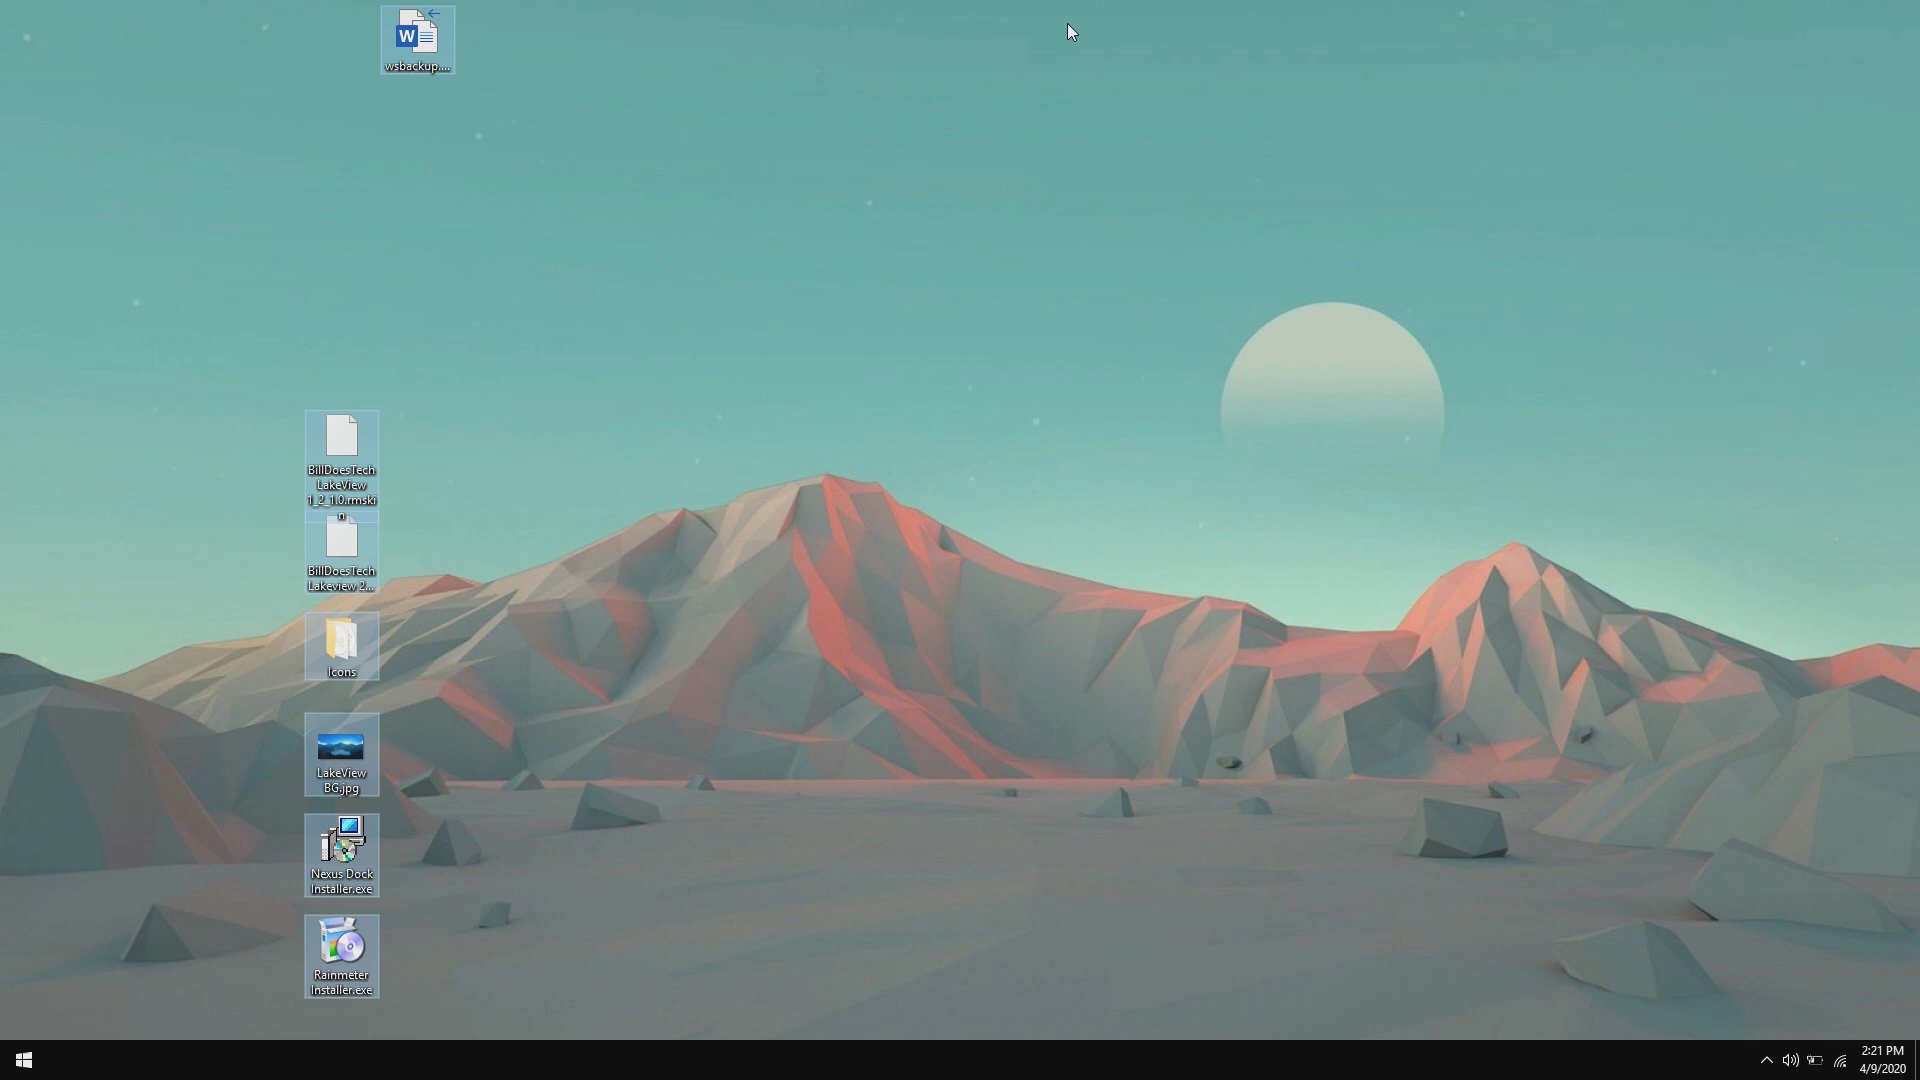 W
wsbackup....
BillDoesTech
LakeView
1_2_1.0.rmski
n
BillDoesTech
Lakeview 2...
Icons
LakeView
BG.jpg
Nexus Dock
Installer.exe
Rainmeter
Installer.exe
2:21 PM
4/9/2020